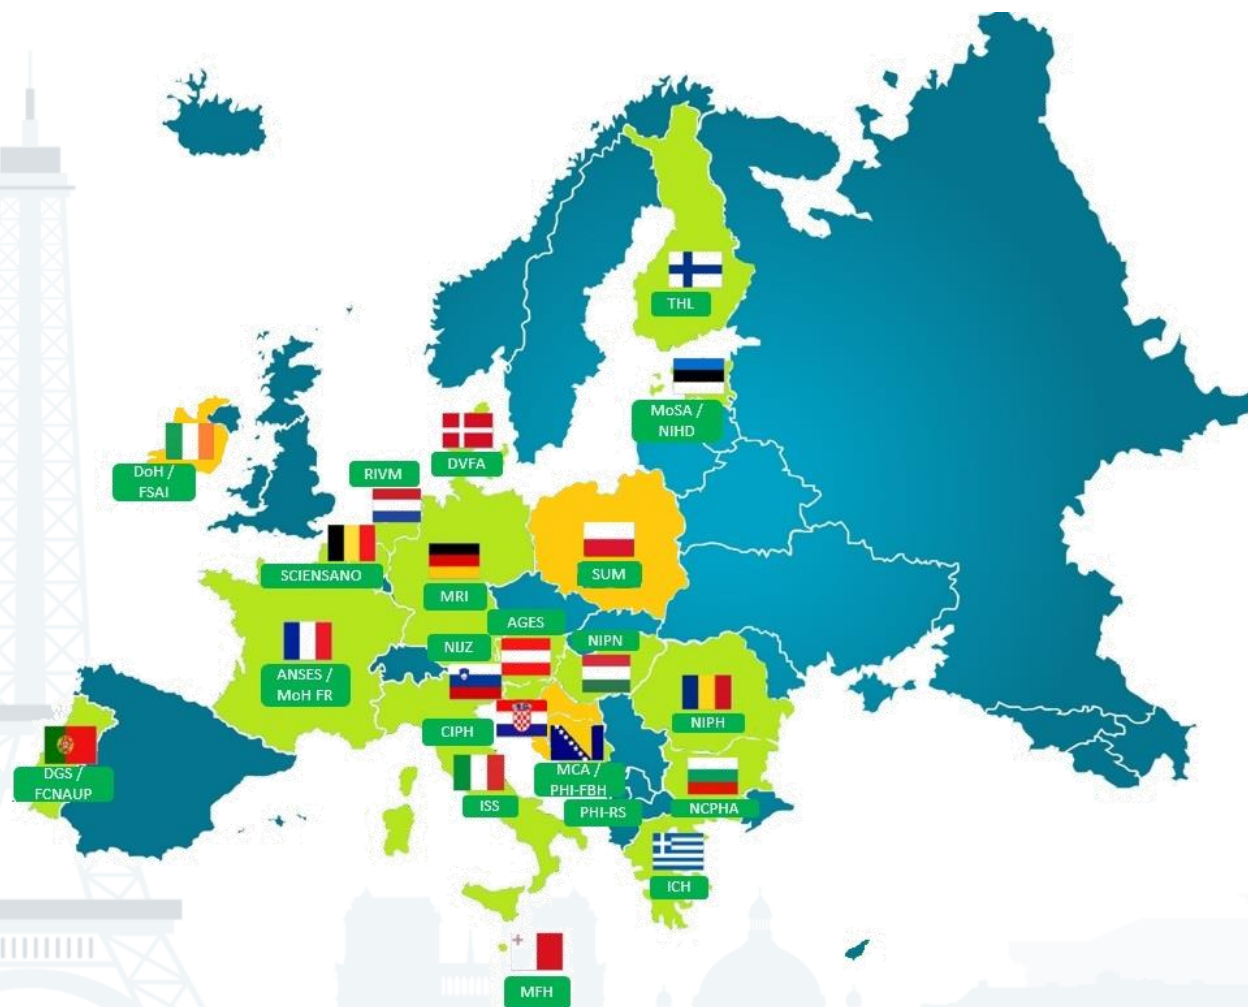 THL
MoSA /
NIHD
DoH /
FSAI
DVFA
RIVM
SCIENSANO
MRI
SUM
AGES
NIJZ
NIPN
ANSES /
MoH FR
NIPH
CIPH
DGS /
FCNAUP
ISS
MCA /
PHI-FBH
PHI-RS
NCPHA
ICH
MFH